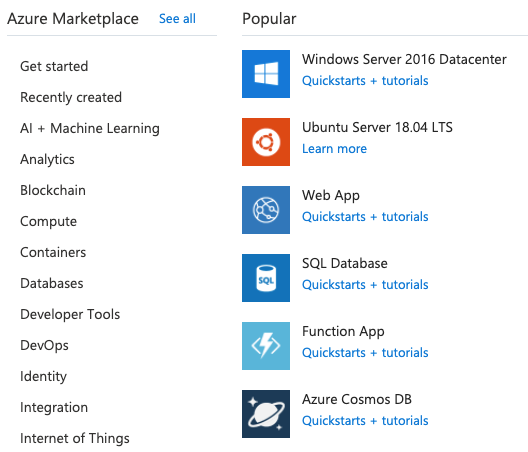 Azure Marketplace See all
Get started
Recently created
AI + Machine Learning
Analytics
Blockchain
Compute
Containers
Databases
Developer Tools
DevOps
Identity
Integration
Internet of Things
Popular
Windows Server 2016 Datacenter
Quickstarts + tutorials
Ubuntu Server 18.04 LTS
Learn more
Web App
Quickstarts + tutorials
SQL
SQL Database
Quickstarts + tutorials
Function App
Quickstarts + tutorials
Azure Cosmos DB
Quickstarts + tutorials